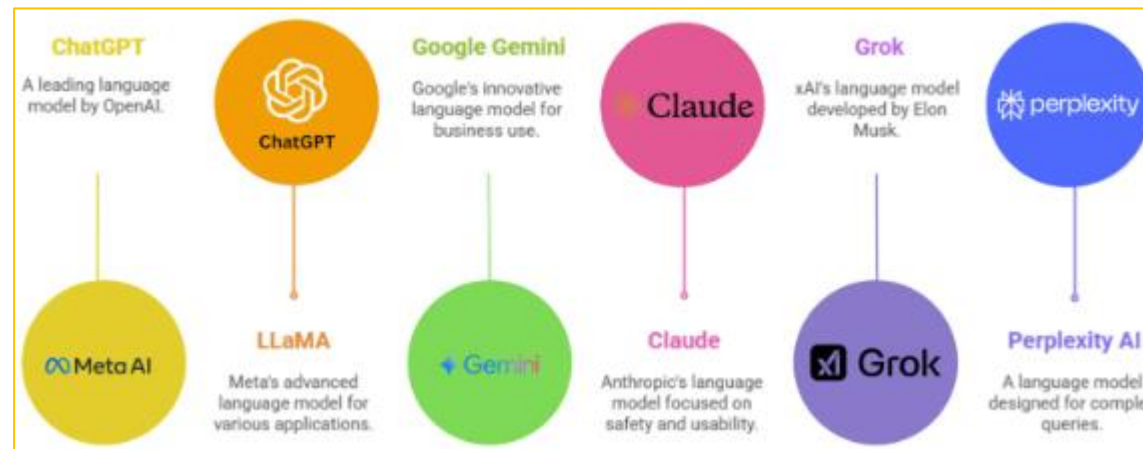 ChatGPT
A leading language
model by OpenAI.
Meta AI
ChatGPT
LLaMA
Meta's advanced
language model for
various applications.
Google Gemini
Google's innovative
language model for
business use.
Gemini
Claude
Claude
Anthropic's language
model focused on
safety and usability.
Grok
xAI's language model
developed by Elon
Musk.
xI Grok
perplexity
Perplexity AI
A language model
designed for comple
queries.